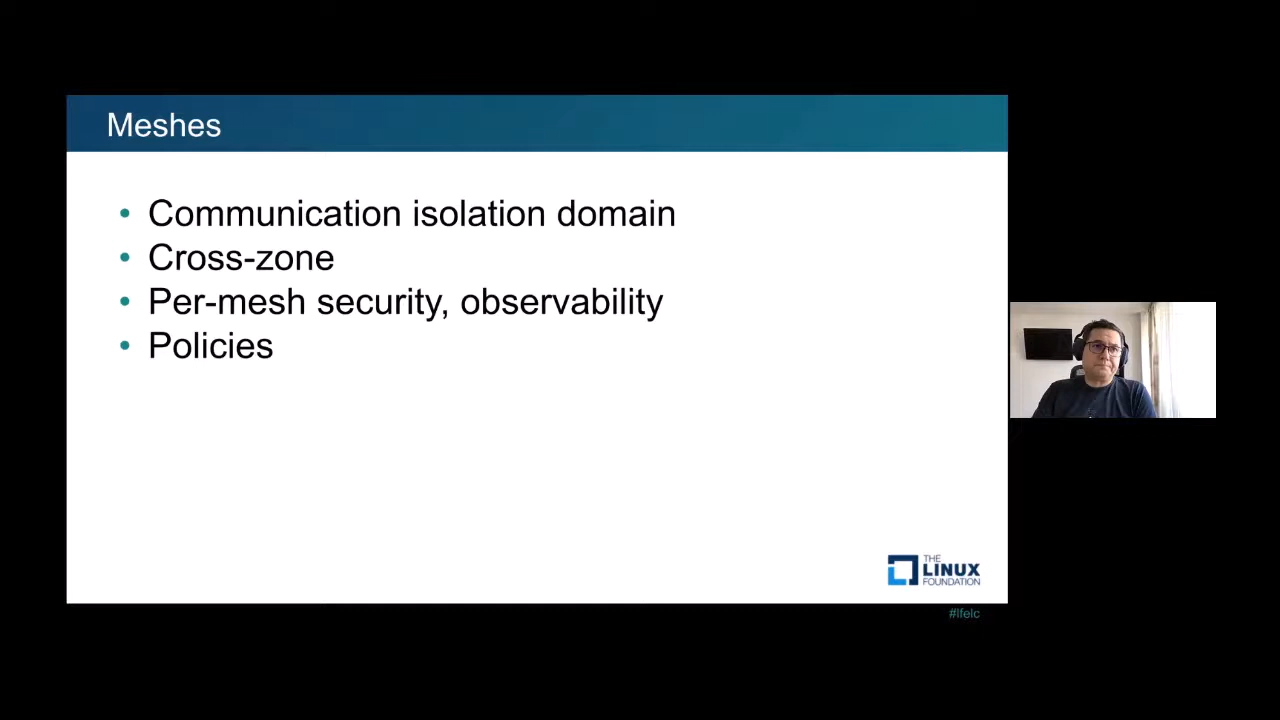 Meshes
• Communication isolation domain
• Cross-zone
• Per-mesh security, observability
• Policies
THE
LINUX
FOUNDATION
#lfelc